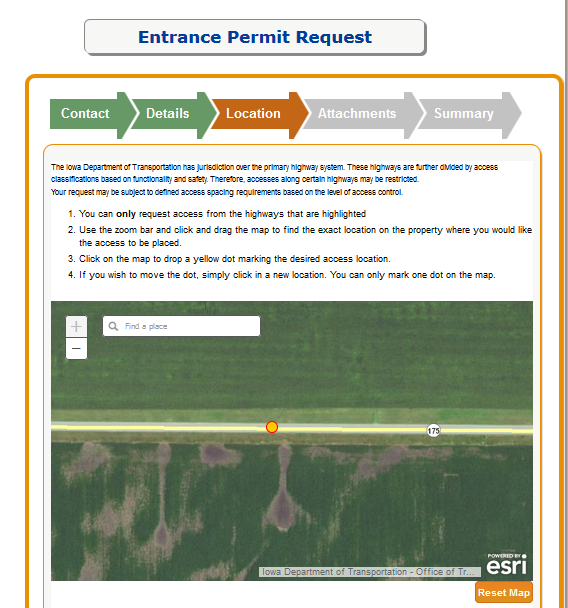 Entrance Permit Request
Contact
Details
Location
Attachments
Summary
The Iowa Department of Transportation has jurisdiction over the primary highway system. These highways are further divided by access
classifications based on functionality and safety. Therefore, accesses along certain highways may be restricted.
Your request may be subject to defined access spacing requirements based on the level of access control.
1. You can only request access from the highways that are highlighted
2. Use the zoom bar and click and drag the map to find the exact location on the property where you would like
the access to be placed.
3. Click on the map to drop a yellow dot marking the desired access location.
4. If you wish to move the dot, simply click in a new location. You can only mark one dot on the map.
+
Find a place
−
175
Iowa Department of Transportation - Office of Tr...
POWERED BY
esri
Reset Map